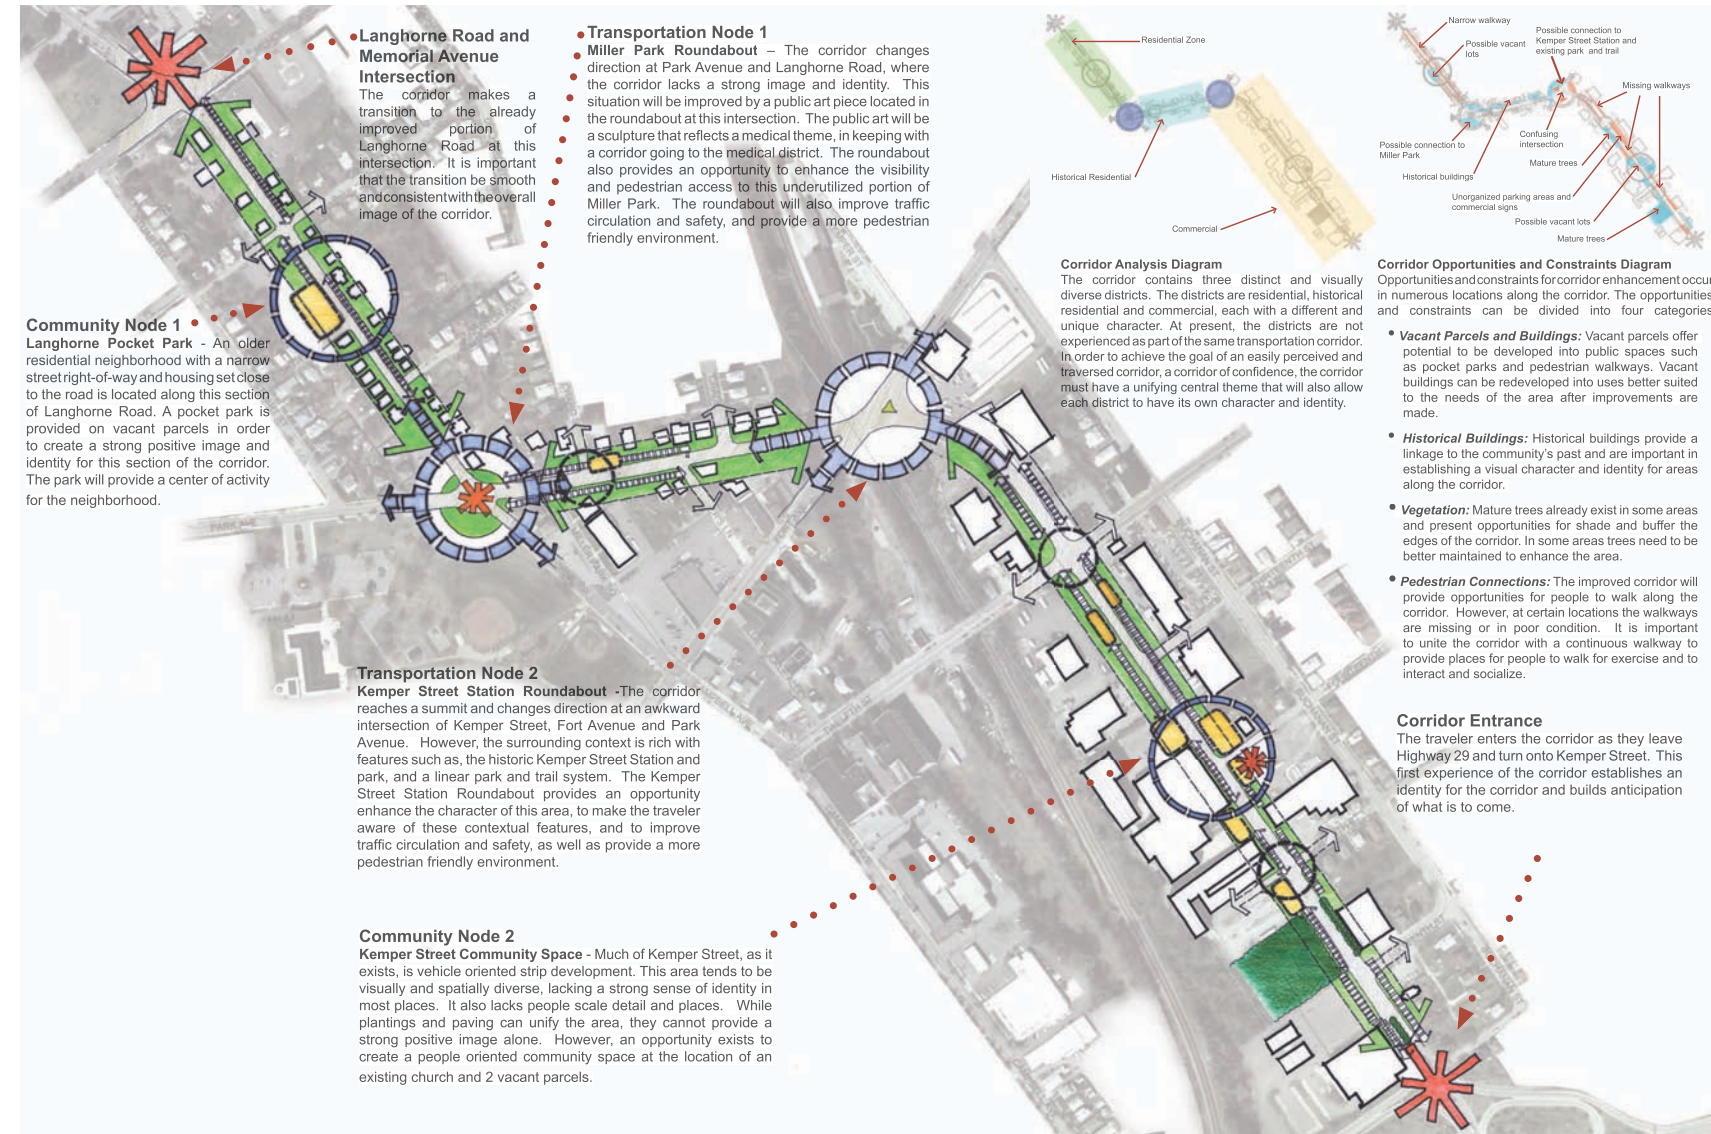 Langhorne Road and
Memorial Avenue
Intersection
The corridor makes a
transition to the already
improved portion of
Langhorne Road at this
intersection. It is important
that the transition be smooth
and consistent with the overall
image of the corridor.
Transportation Node 1
Miller Park Roundabout – The corridor changes
direction at Park Avenue and Langhorne Road, where
the corridor lacks a strong image and identity. This
situation will be improved by a public art piece located in
the roundabout at this intersection. The public art will be
a sculpture that reflects a medical theme, in keeping with
a corridor going to the medical district. The roundabout
also provides an opportunity to enhance the visibility
and pedestrian access to this underutilized portion of
Miller Park. The roundabout will also improve traffic
circulation and safety, and provide a more pedestrian
friendly environment.
Community Node 1
Langhorne Pocket Park - An older
residential neighborhood with a narrow
street right-of-way and housing set close
to the road is located along this section
of Langhorne Road. A pocket park is
provided on vacant parcels in order
to create a strong positive image and
identity for this section of the corridor.
The park will provide a center of activity
for the neighborhood.
PARK AVE
Transportation Node 2
Kemper Street Station Roundabout -The corridor
reaches a summit and changes direction at an awkward
intersection of Kemper Street, Fort Avenue and Park
Avenue. However, the surrounding context is rich with
features such as, the historic Kemper Street Station and
park, and a linear park and trail system. The Kemper
Street Station Roundabout provides an opportunity
enhance the character of this area, to make the traveler
aware of these contextual features, and to improve
traffic circulation and safety, as well as provide a more
pedestrian friendly environment.
Community Node 2
Kemper Street Community Space - Much of Kemper Street, as it
exists, is vehicle oriented strip development. This area tends to be
visually and spatially diverse, lacking a strong sense of identity in
most places. It also lacks people scale detail and places. While
plantings and paving can unify the area, they cannot provide a
strong positive image alone. However, an opportunity exists to
create a people oriented community space at the location of an
existing church and 2 vacant parcels.
Residential Zone
Historical Residential
Commercial
Corridor Analysis Diagram
The corridor contains three distinct and visually
diverse districts. The districts are residential, historical
residential and commercial, each with a different and
unique character. At present, the districts are not
experienced as part of the same transportation corridor.
In order to achieve the goal of an easily perceived and
traversed corridor, a corridor of confidence, the corridor
must have a unifying central theme that will also allow
each district to have its own character and identity.
Narrow walkway
Possible vacant
lots
Possible connection to
Kemper Street Station and
existing park and trail
Missing walkways
Possible connection to
Miller Park
Confusing
intersection
Mature trees
Historical buildings
Unorganized parking areas and
commercial signs
Possible vacant lots
Mature trees
Corridor Opportunities and Constraints Diagram
Opportunities and constraints for corridor enhancement occur
in numerous locations along the corridor. The opportunities
and constraints can be divided into four categories
• Vacant Parcels and Buildings: Vacant parcels offer
potential to be developed into public spaces such
as pocket parks and pedestrian walkways. Vacant
buildings can be redeveloped into uses better suited
to the needs of the area after improvements are
made.
• Historical Buildings: Historical buildings provide a
linkage to the community's past and are important in
establishing a visual character and identity for areas
along the corridor.
• Vegetation: Mature trees already exist in some areas
and present opportunities for shade and buffer the
edges of the corridor. In some areas trees need to be
better maintained to enhance the area.
• Pedestrian Connections: The improved corridor will
provide opportunities for people to walk along the
corridor. However, at certain locations the walkways
are missing or in poor condition. It is important
to unite the corridor with a continuous walkway to
provide places for people to walk for exercise and to
interact and socialize.
Corridor Entrance
The traveler enters the corridor as they leave
Highway 29 and turn onto Kemper Street. This
first experience of the corridor establishes an
identity for the corridor and builds anticipation
of what is to come.